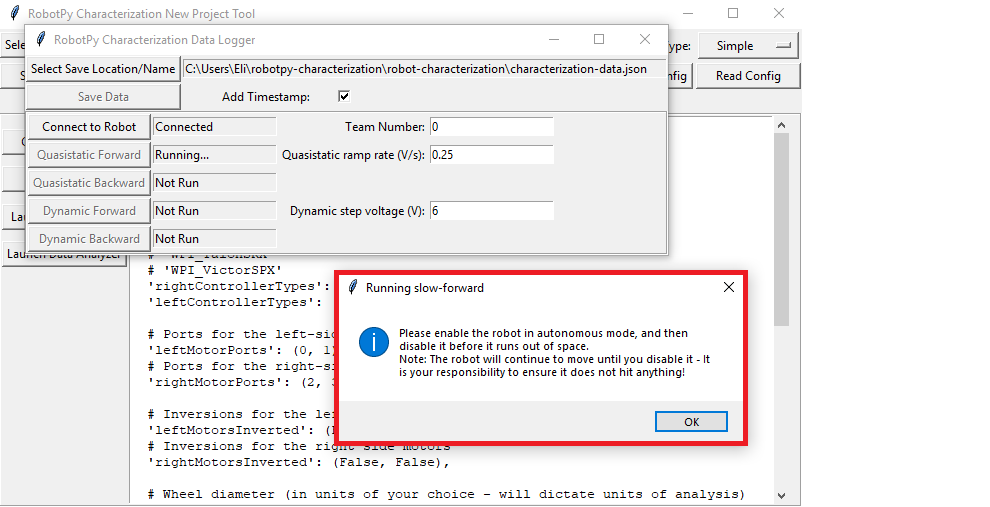 RobotPy Characterization New Project Tool
RobotPy Characterization Data Logger
Sele
ype:
Simple
Select Save Location/Name
C:\Users\Eli\robotpy-characterization\robot-characterization\characterization-data.json
S
nfig
Read Config
Save Data
Add Timestamp:
Connect to Robot
Connected
Team Number:
0
Quasistatic Forward
Running...
Quasistatic ramp rate (V/s):
0.25
Quasistatic Backward
Not Run
Dynamic Forward
Not Run
Dynamic step voltage (V):
6
Lau
Dynamic Backward
Not Run
Launch Data Analyzer
# 'WPI_TalonSRX'
# 'WPI_VictorSPX'
'rightControllerTypes':
'leftControllerTypes':
# Ports for the left-si
'leftMotorPorts': (0, 1)
# Ports for the right-s
'rightMotorPorts': (2, 3
# Inversions for the le
'leftMotorsInverted': (
# Inversions for the right side motors
'rightMotorsInverted': (False, False),
# Wheel diameter (in units of your choice - will dictate units of analysis)
Running slow-forward
Please enable the robot in autonomous mode, and then
disable it before it runs out of space.
Note: The robot will continue to move until you disable it - It
is your responsibility to ensure it does not hit anything!
OK